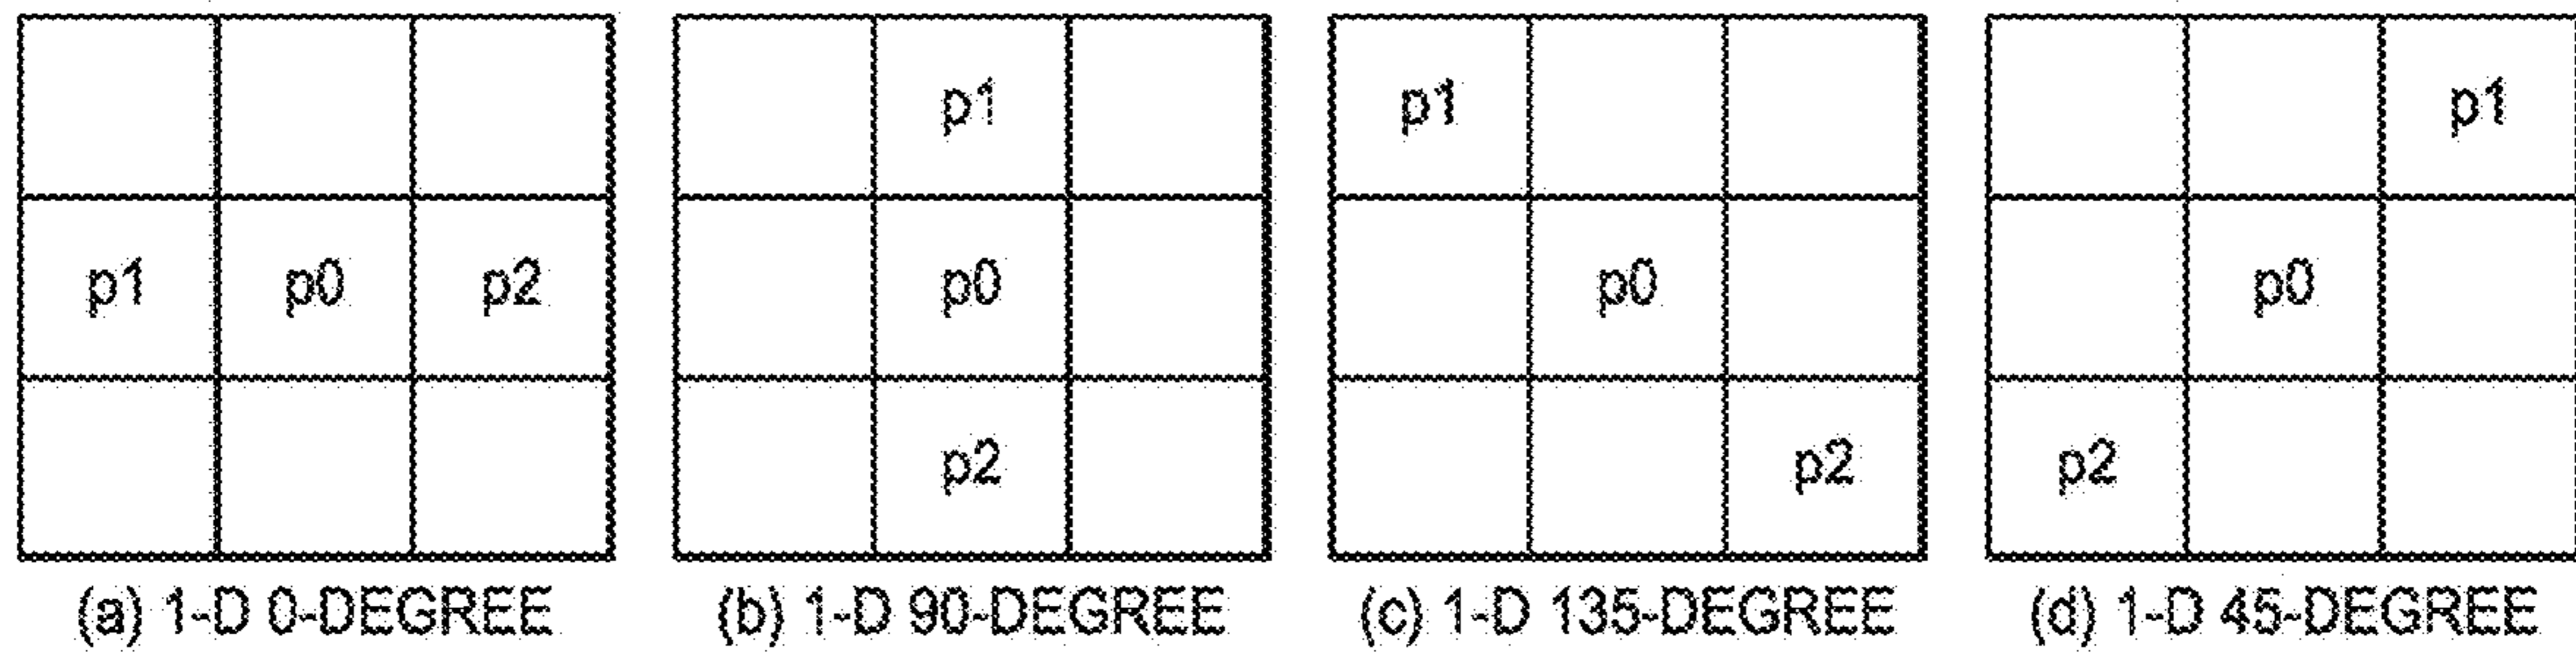 p1 p1 p1
p1 p0 p2 p0 p0 p0
p2 p2 p2
(a) 1-D 0-DEGREE (b) 1-D 90-DEGREE (c) 1-D 135-DEGREE (d) 1-D 45-DEGREE